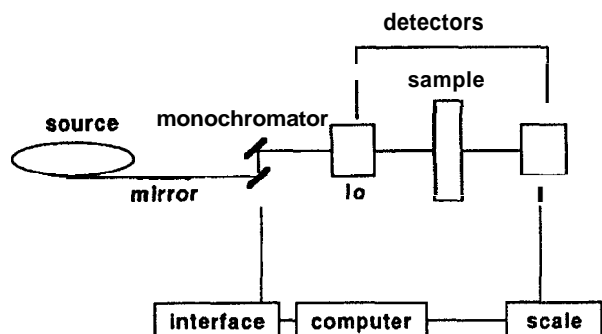 detectors
sample
monochromator
source
mirror
Io
I
interface
computer
scale